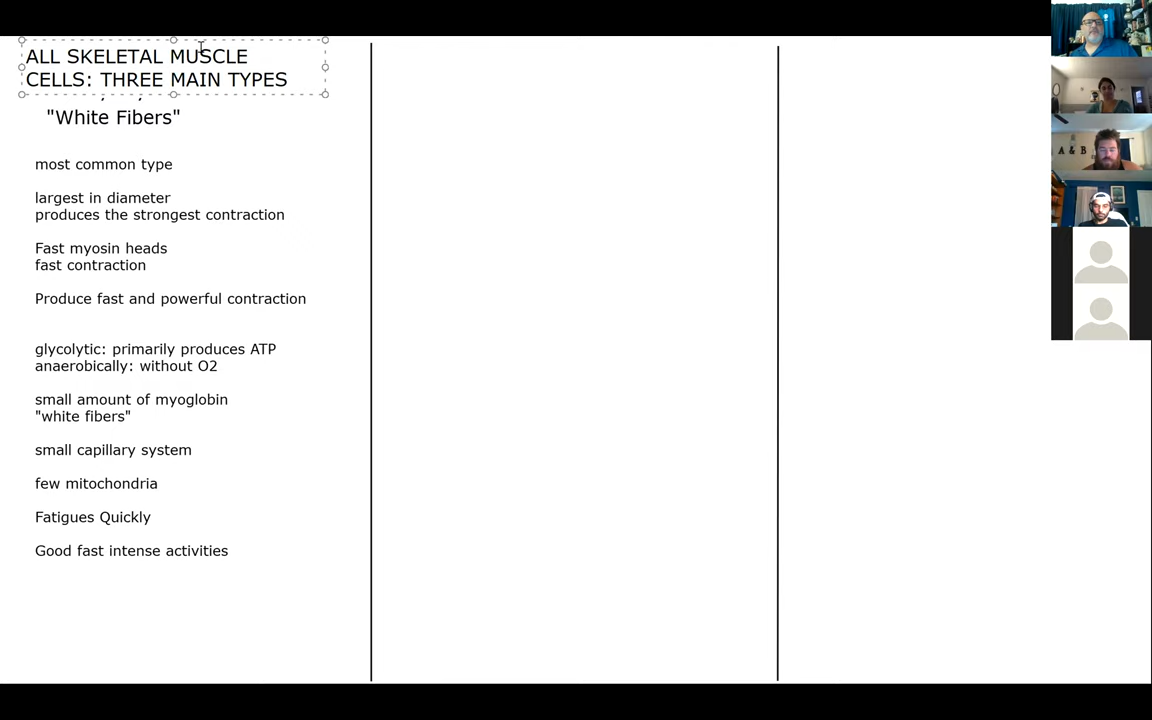 ALL SKELETAL MUSCLE
CELLS: THREE MAIN TYPES
"White Fibers"
most common type
largest in diameter
produces the strongest contraction
Fast myosin heads
fast contraction
Produce fast and powerful contraction
glycolytic: primarily produces ATP
anaerobically: without O2
small amount of myoglobin
"white fibers"
small capillary system
few mitochondria
Fatigues Quickly
Good fast intense activities
A & B